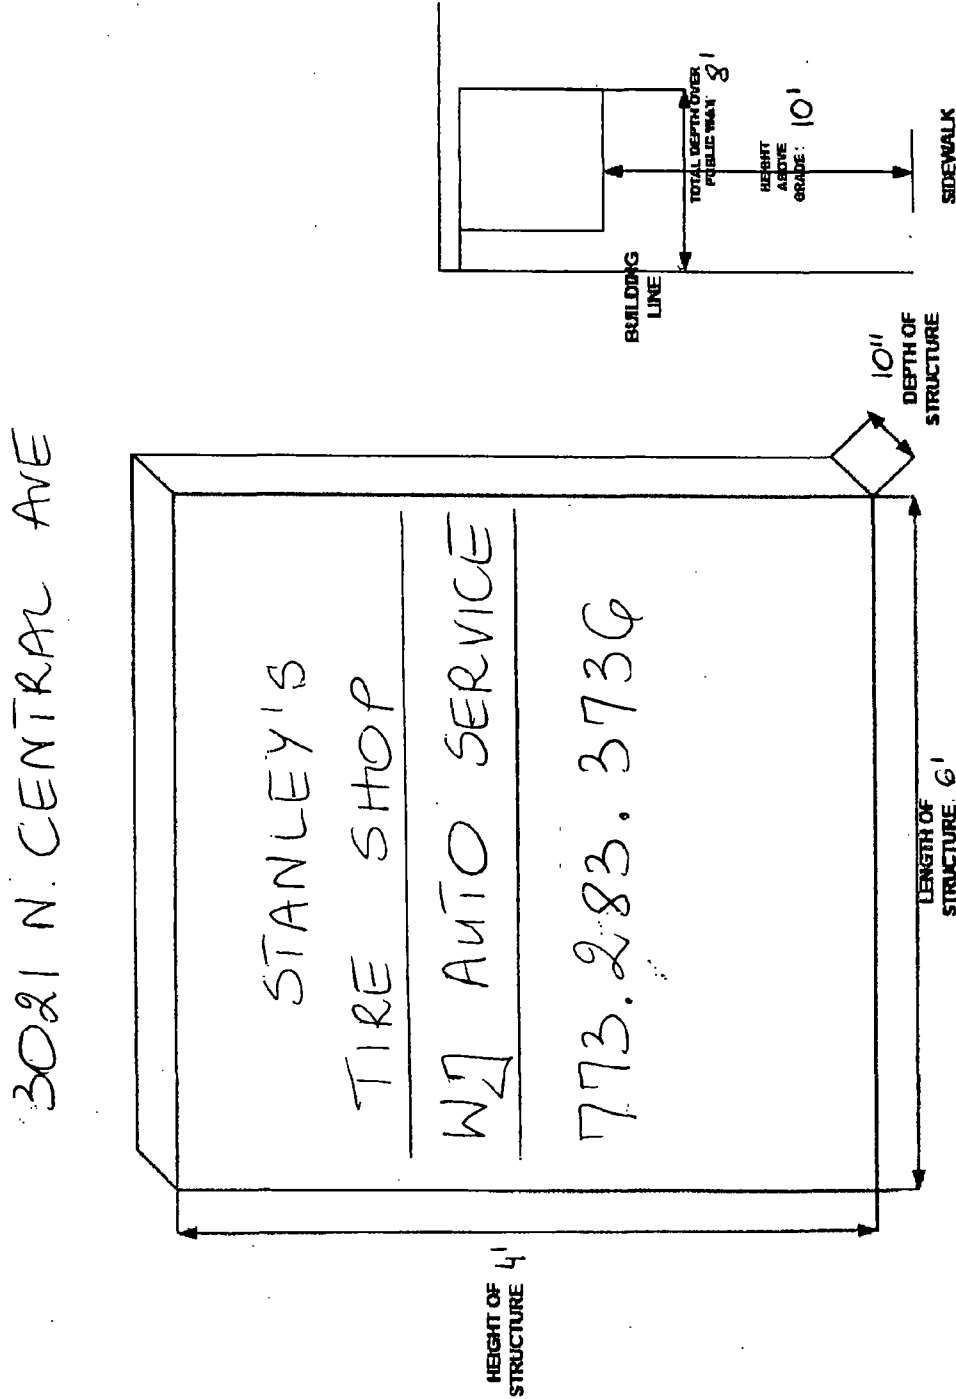 3021 N. CENTRAL AVE
STANLEY'S
TIRE SHOP
WJ AUTO SERVICE
773.283.3736
HEIGHT OF
STRUCTURE 4'
LENGTH OF
STRUCTURE. 6'
10"
DEPTH OF
STRUCTURE
BUILDING
LINE
TOTAL DEPTH OVER
PUBLIC WAY 8'
HEIGHT
ABOVE
GRADE: 10'
SIDEWALK